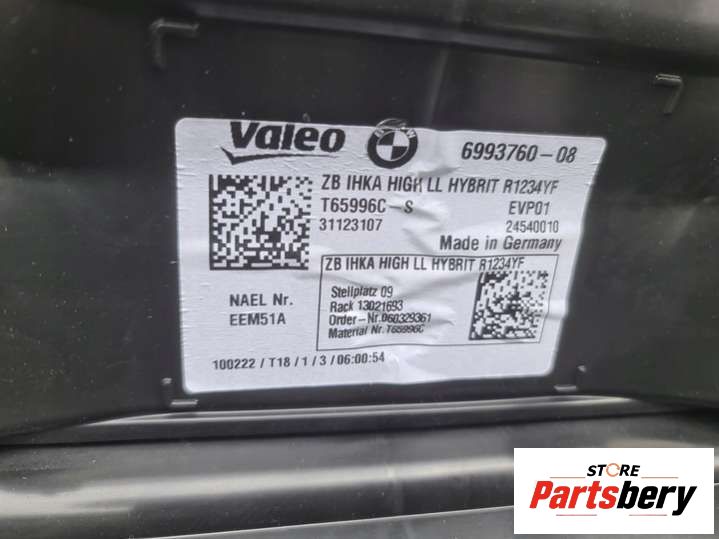 Valeo 6993760-08
ZB IHKA HIGH LL HYBRIT R1234YF
T65996C-S EVP01
31123107 24540010
Made in Germany
ZB IHKA HIGH LL HYBRIT R1234YF
Stellplatz 09
Rack 13021693
Order-Nr.060329361
Material Nr.T65996C
NAEL Nr.
EEM51A
100222/T18/1/3/06:00:54
STORE
Partsbery